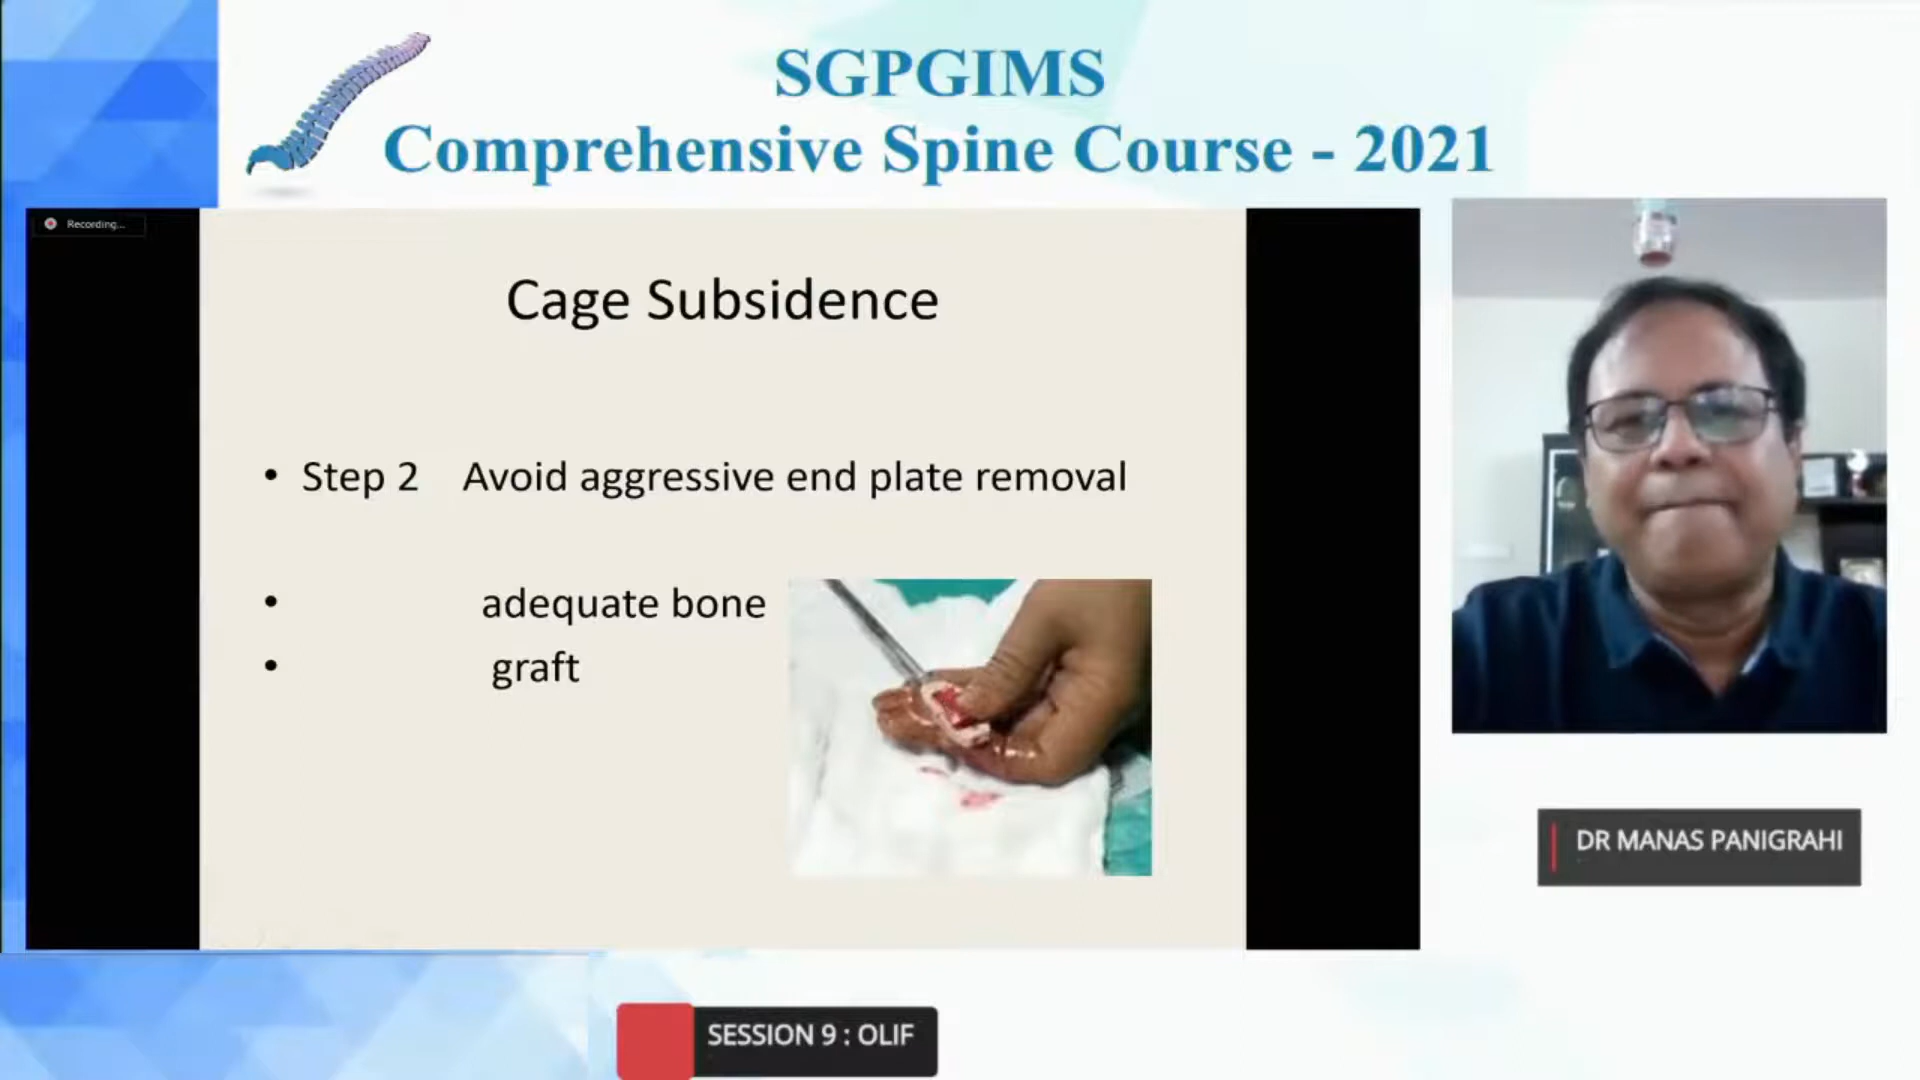 SGPGIMS
Comprehensive Spine Course - 2021
Recording...
Cage Subsidence
• Step 2 Avoid aggressive end plate removal
• adequate bone
• graft
DR MANAS PANIGRAHI
SESSION 9 : OLIF